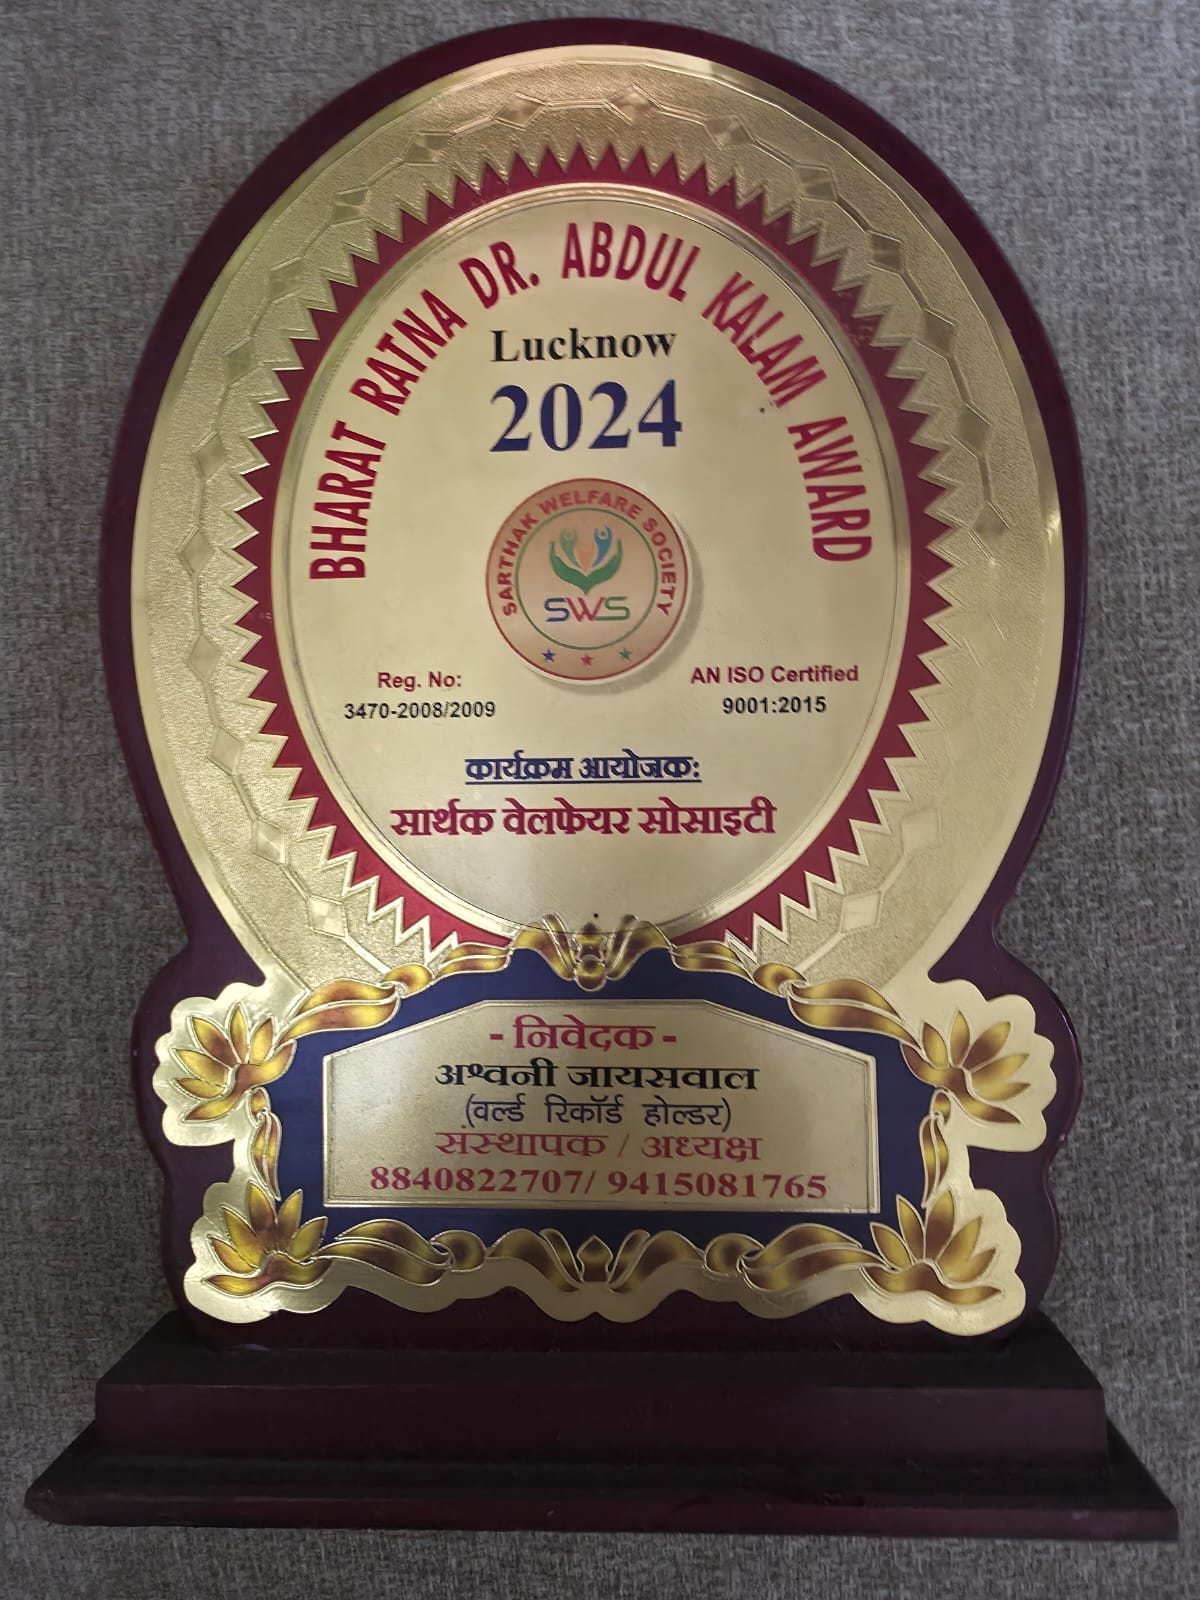 BHARAT RATNA DR. ABDUL KALAM AWARD
Lucknow
2024
SARTHAK WELFARE SOCIETY
SWS
Reg. No:
3470-2008/2009
AN ISO Certified
9001:2015
कार्यक्रम आयोजकः
सार्थक वेलफेयर सोसाइटी
- निवेदक -
अश्वनी जायसवाल
(वर्ल्ड रिकॉर्ड होल्डर)
संस्थापक / अध्यक्ष
8840822707/ 9415081765